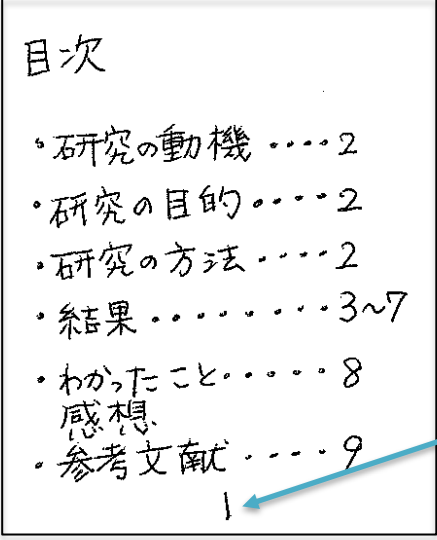 目次
・研究の動機・・・・2
・研究の目的・・・・2
・研究の方法・・・・2
・結果・・・・・・・・3~7
・わかったこと・・・・・8
感想
・参考文献・・・・9
1